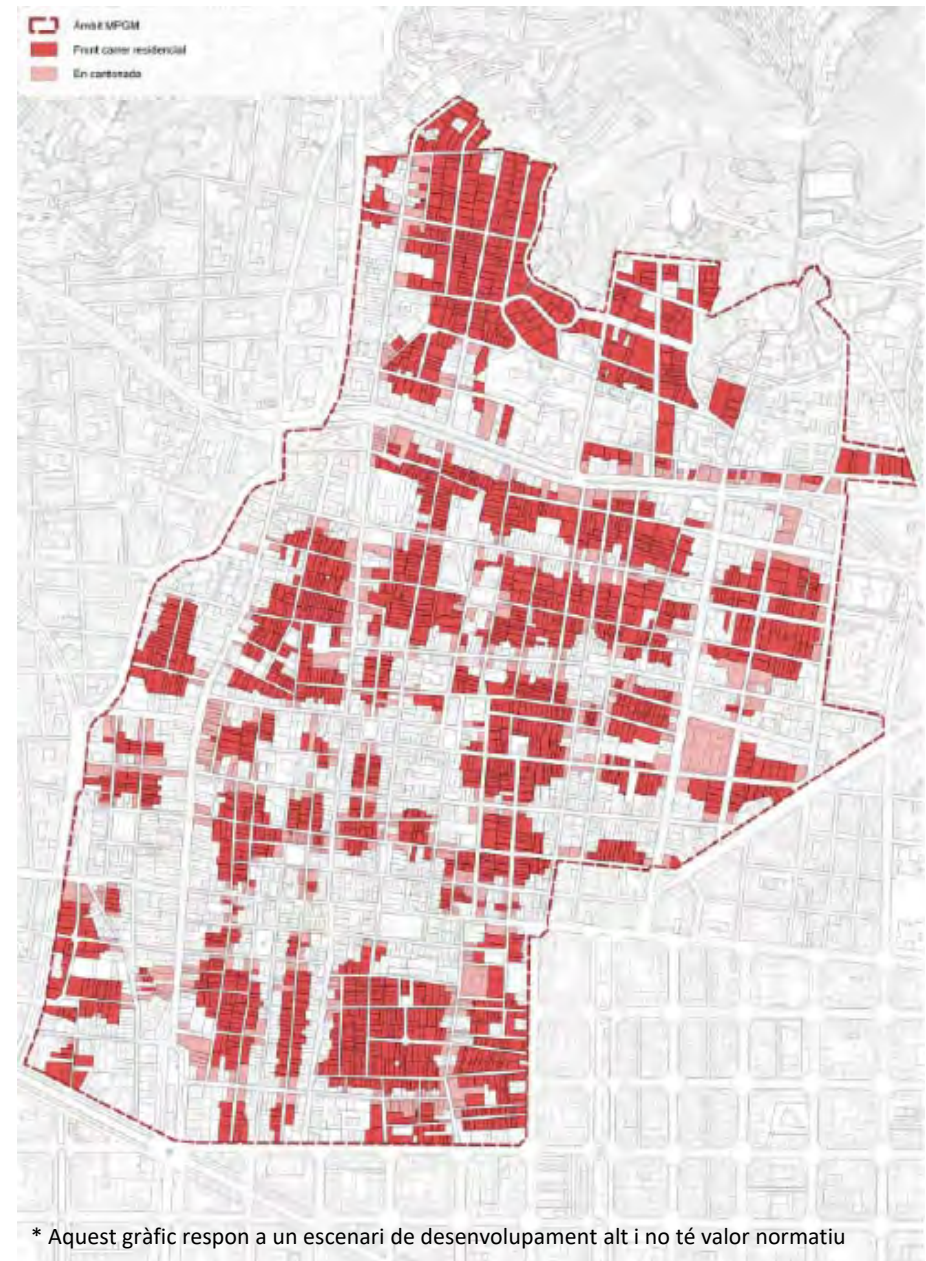 Àmbit MPGM
Front carrer residencial
En cantonada
* Aquest gràfic respon a un escenari de desenvolupament alt i no té valor normatiu